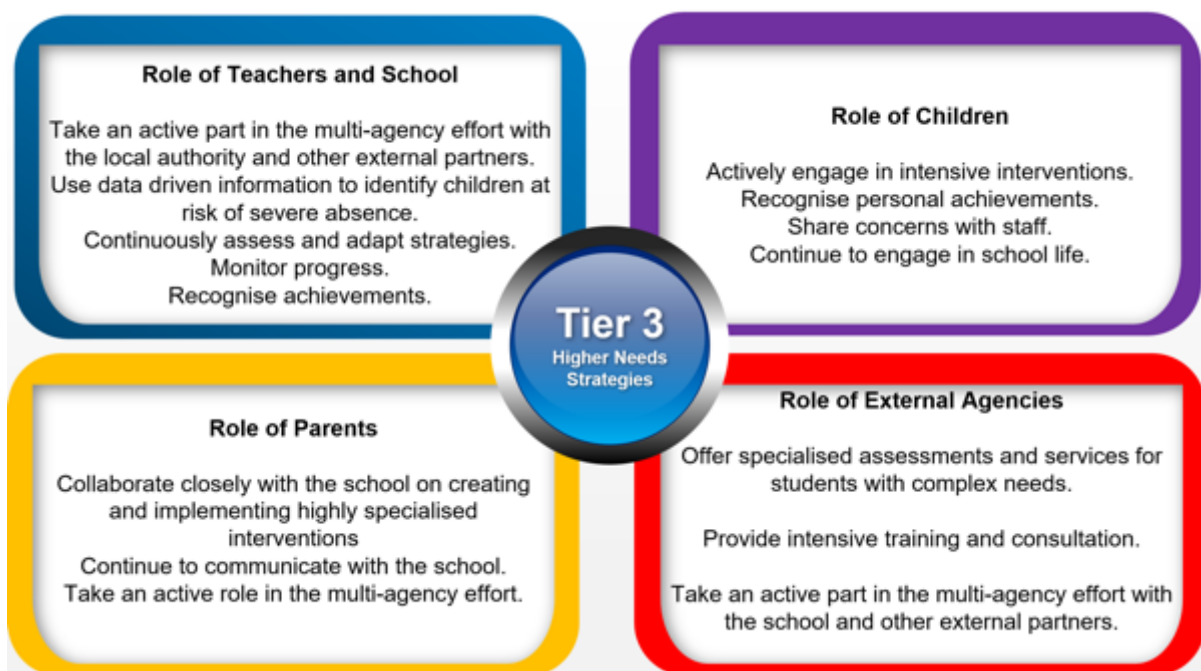 Role of Teachers and School
Take an active part in the multi-agency effort with
the local authority and other external partners.
Use data driven information to identify children at
risk of severe absence.
Continuously assess and adapt strategies.
Monitor progress.
Recognise achievements.
Role of Children
Actively engage in intensive interventions.
Recognise personal achievements.
Share concerns with staff.
Continue to engage in school life.
Tier 3
Higher Needs
Strategies
Role of Parents
Collaborate closely with the school on creating
and implementing highly specialised
interventions
Continue to communicate with the school.
Take an active role in the multi-agency effort.
Role of External Agencies
Offer specialised assessments and services for
students with complex needs.
Provide intensive training and consultation.
Take an active part in the multi-agency effort with
the school and other external partners.